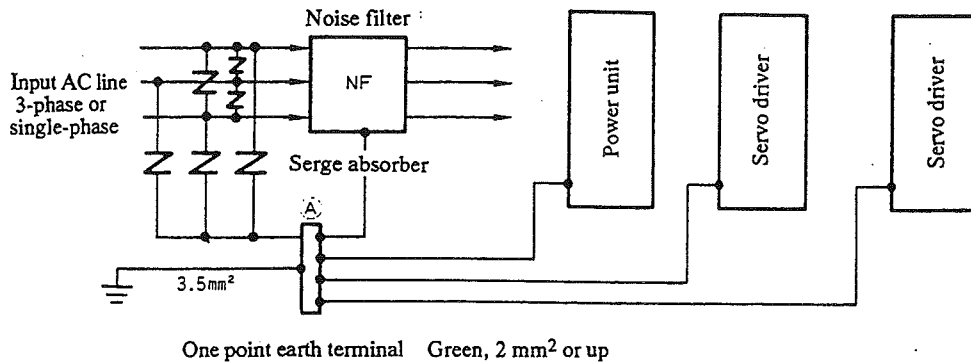 Noise filter
NF
Input AC line
3-phase or
single-phase
Serge absorber
Power unit
Servo driver
Servo driver
A
3.5mm²
One point earth terminal Green, 2 mm² or up